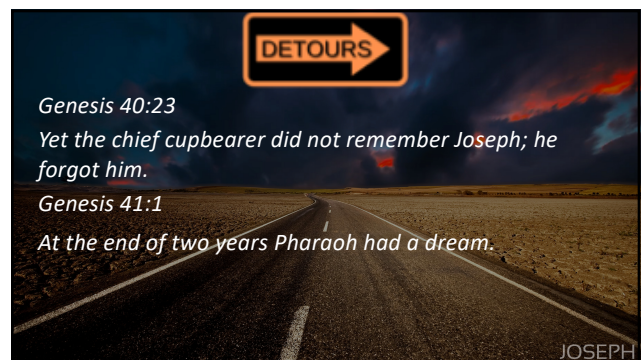 DETOURS
Genesis 40:23
Yet the chief cupbearer did not remember Joseph; he
forgot him.
Genesis 41:1
At the end of two years Pharaoh had a dream.
JOSEPH